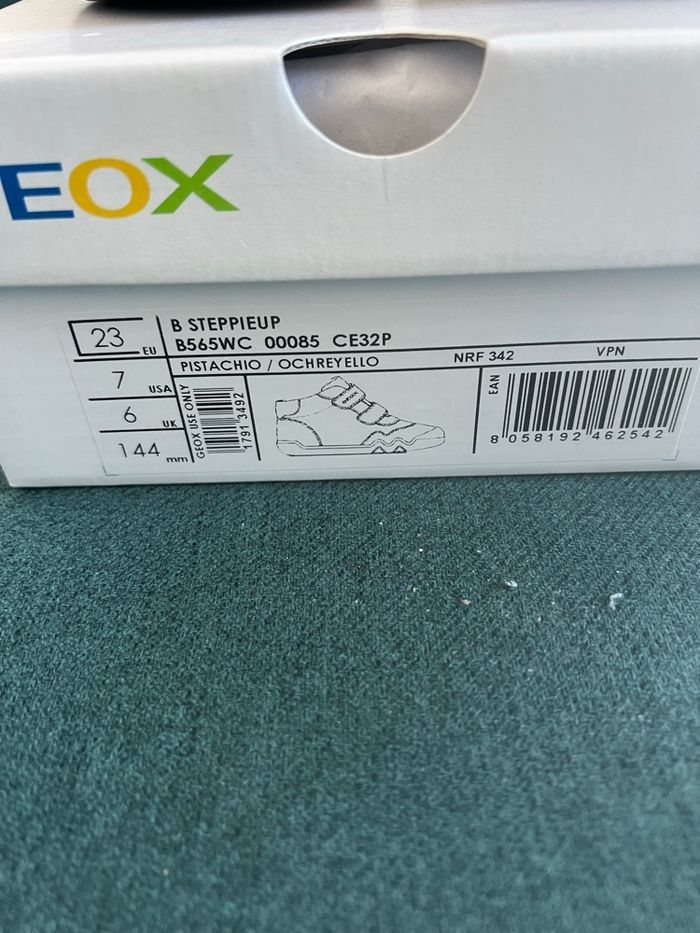 EOX
23 EU
B STEPPIEUP
B565WC 00085 CE32P
PISTACHIO / OCHREYELLO NRF 342 VPN
7 USA
6 UK
144 mm
GEOX USE ONLY
1791 3492
GEOX
EAN
8 058192 462542